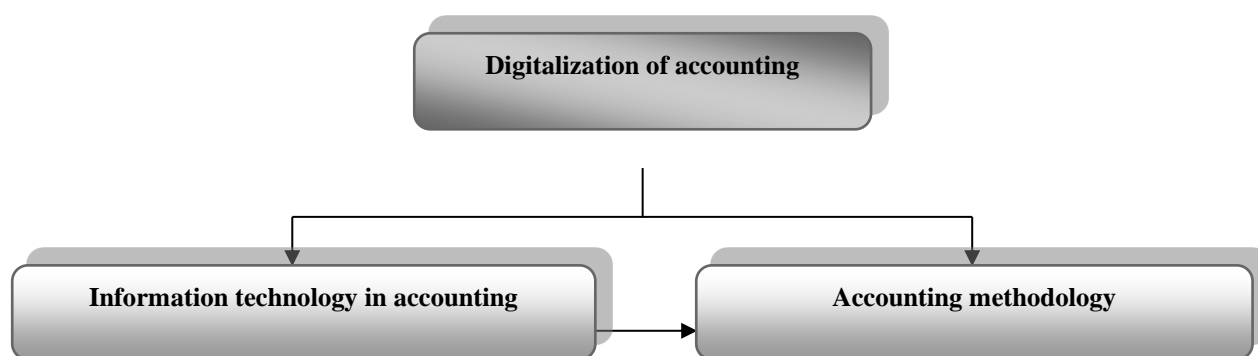 Digitalization of accounting
Information technology in accounting
Accounting methodology